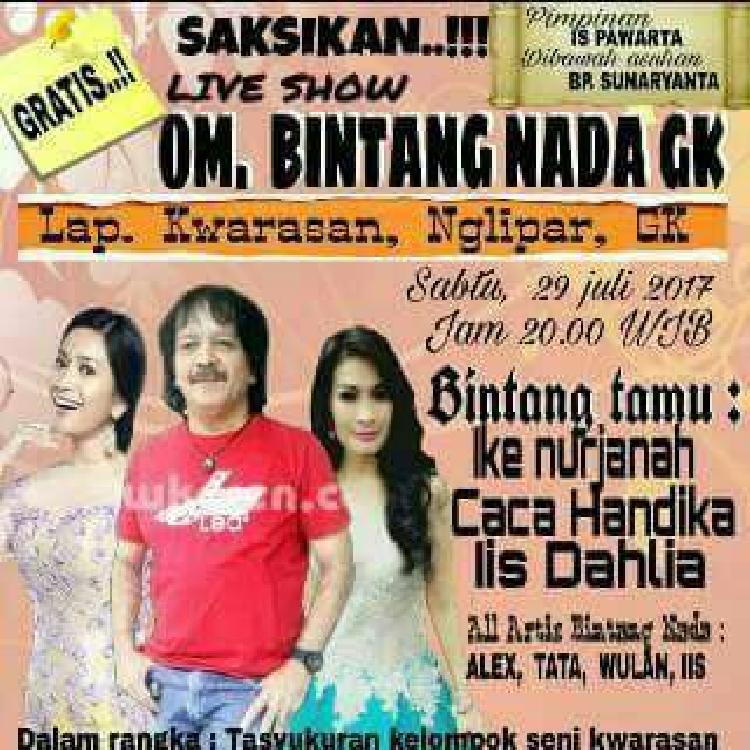 GRATIS..!!
SAKSIKAN..!!!
LIVE SHOW
Pimpinan
IS PAWARTA
Dibawah asuhan
BP. SUNARYANTA
OM. BINTANG NADA GK
Lap. Kwarasan, Nglipar, GK
Sabtu, 29 juli 2017
Jam 20.00 WIB
Bintang tamu :
Ike nurjanah
Caca Handika
Iis Dahlia
All Artis Bintang Nada :
ALEX, TATA, WULAN, IIS
Dalam rangka : Tasyukuran kelompok seni kwarasan